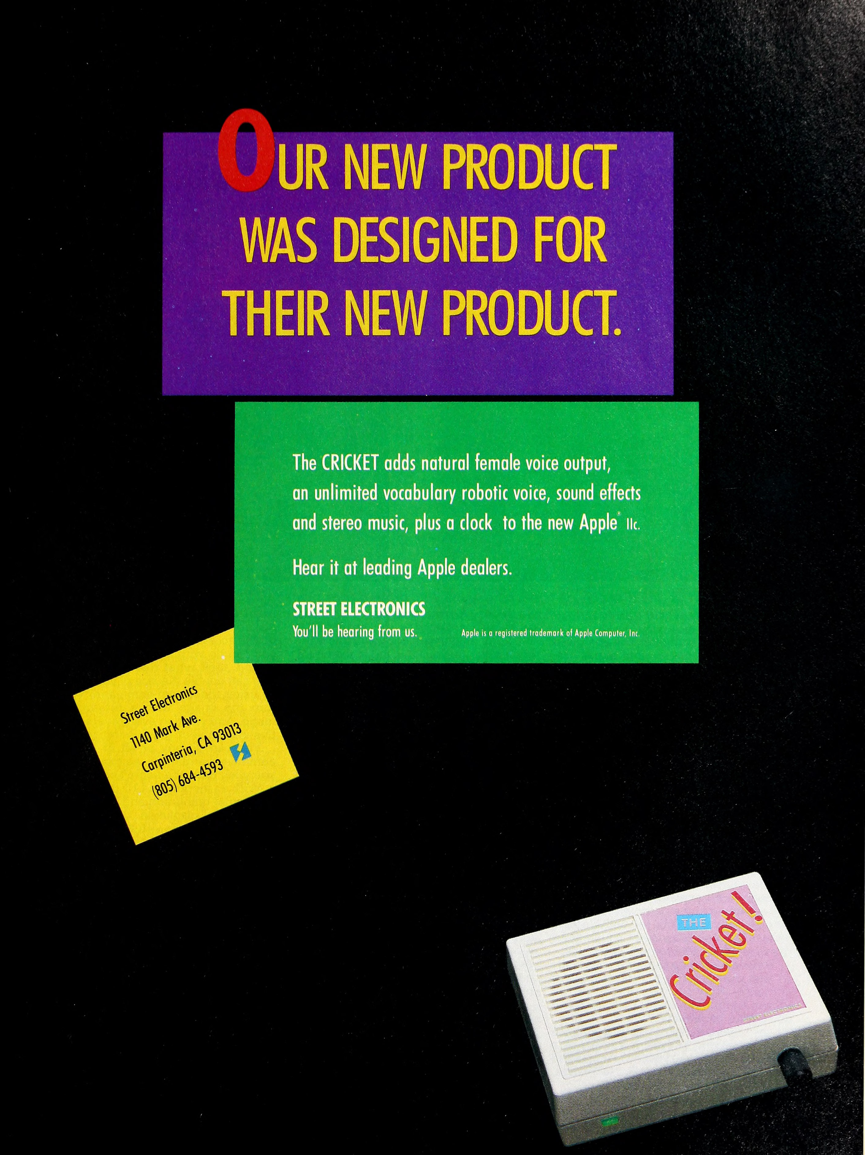 OUR NEW PRODUCT
WAS DESIGNED FOR
THEIR NEW PRODUCT.
The CRICKET adds natural female voice output,
an unlimited vocabulary robotic voice, sound effects
and stereo music, plus a clock to the new Apple® IIc.
Hear it at leading Apple dealers.
STREET ELECTRONICS
You'll be hearing from us.
Apple is a registered trademark of Apple Computer, Inc.
Street Electronics
1140 Mark Ave.
Carpinteria, CA 93013
(805) 684-4593
THE
Cricket!